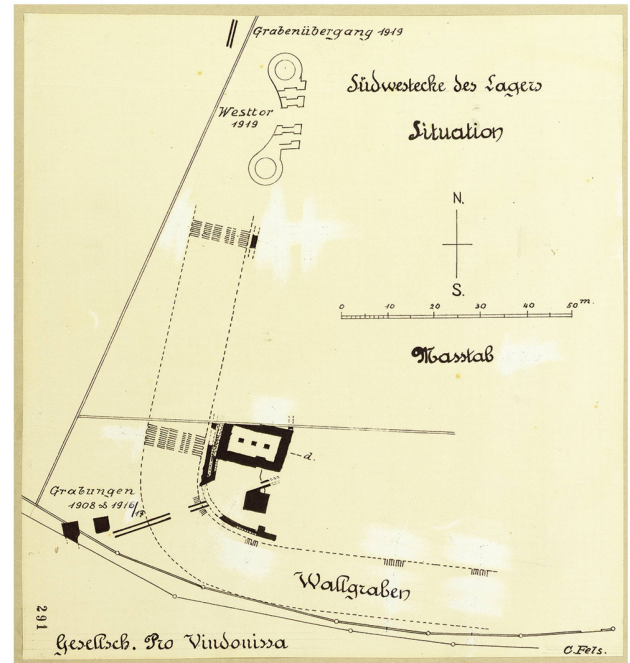 Grabenübergang 1919
Südwestecke des Lagers
Situation
Westtor
1919
N.
S.
0 10 20 30 40 50 m.
Masstab
d.
Grabungen
1908 & 1916/17
Wallgraben
291
Gesellsch. Pro Vindonissa
C. Fels.